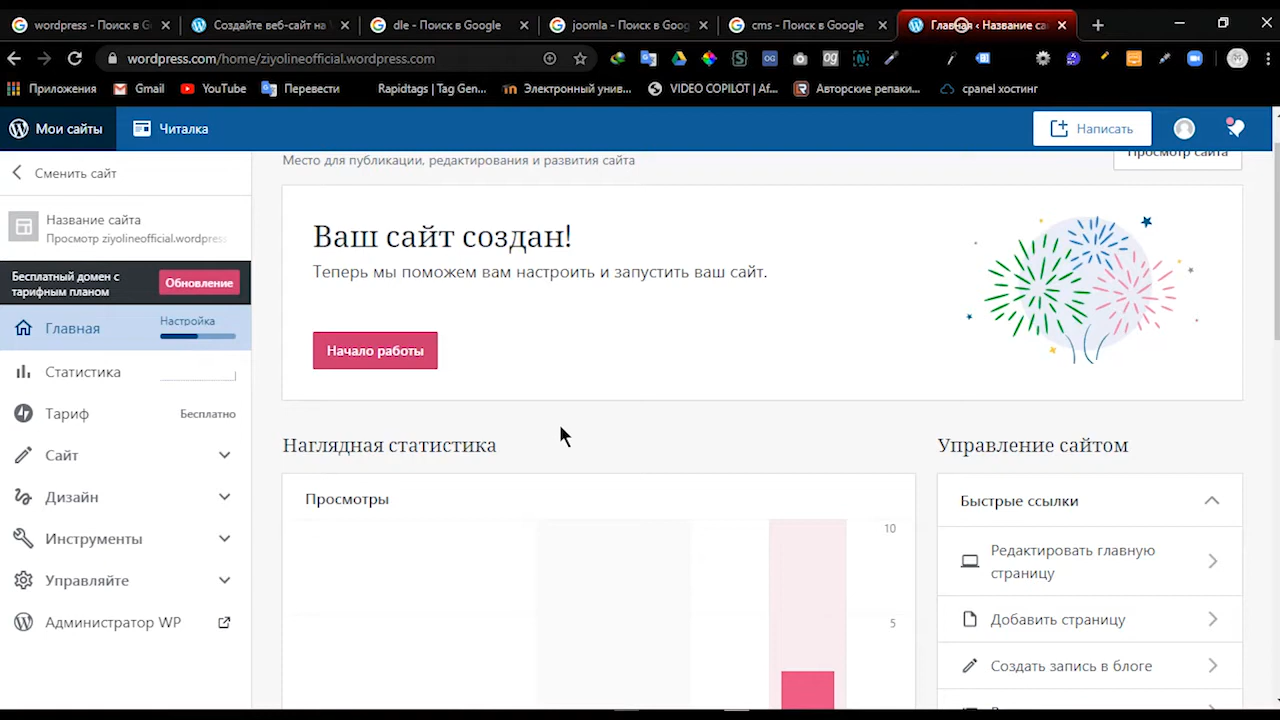 wordpress - Поиск в G
Создайте веб-сайт на
dle - Поиск в Google
joomla - Поиск в Goog
cms - Поиск в Google
Главная ‹ Название са
wordpress.com/home/ziyolineofficial.wordpress.com
Приложения
Gmail
YouTube
Перевести
Rapidtags | Tag Gen...
Электронный унив...
VIDEO COPILOT | Af...
Авторские репаки...
cpanel хостинг
Мои сайты
Читалка
Написать
Сменить сайт
Место для публикации, редактирования и развития сайта
Просмотр сайта
Название сайта
Просмотр ziyolineofficial.wordpress
Бесплатный домен с
тарифным планом
Обновление
Главная
Настройка
Статистика
Тариф
Бесплатно
Сайт
Дизайн
Инструменты
Управляйте
Администратор WP
Ваш сайт создан!
Теперь мы поможем вам настроить и запустить ваш сайт.
Начало работы
Наглядная статистика
Просмотры
10
5
Управление сайтом
Быстрые ссылки
Редактировать главную
страницу
Добавить страницу
Создать запись в блоге